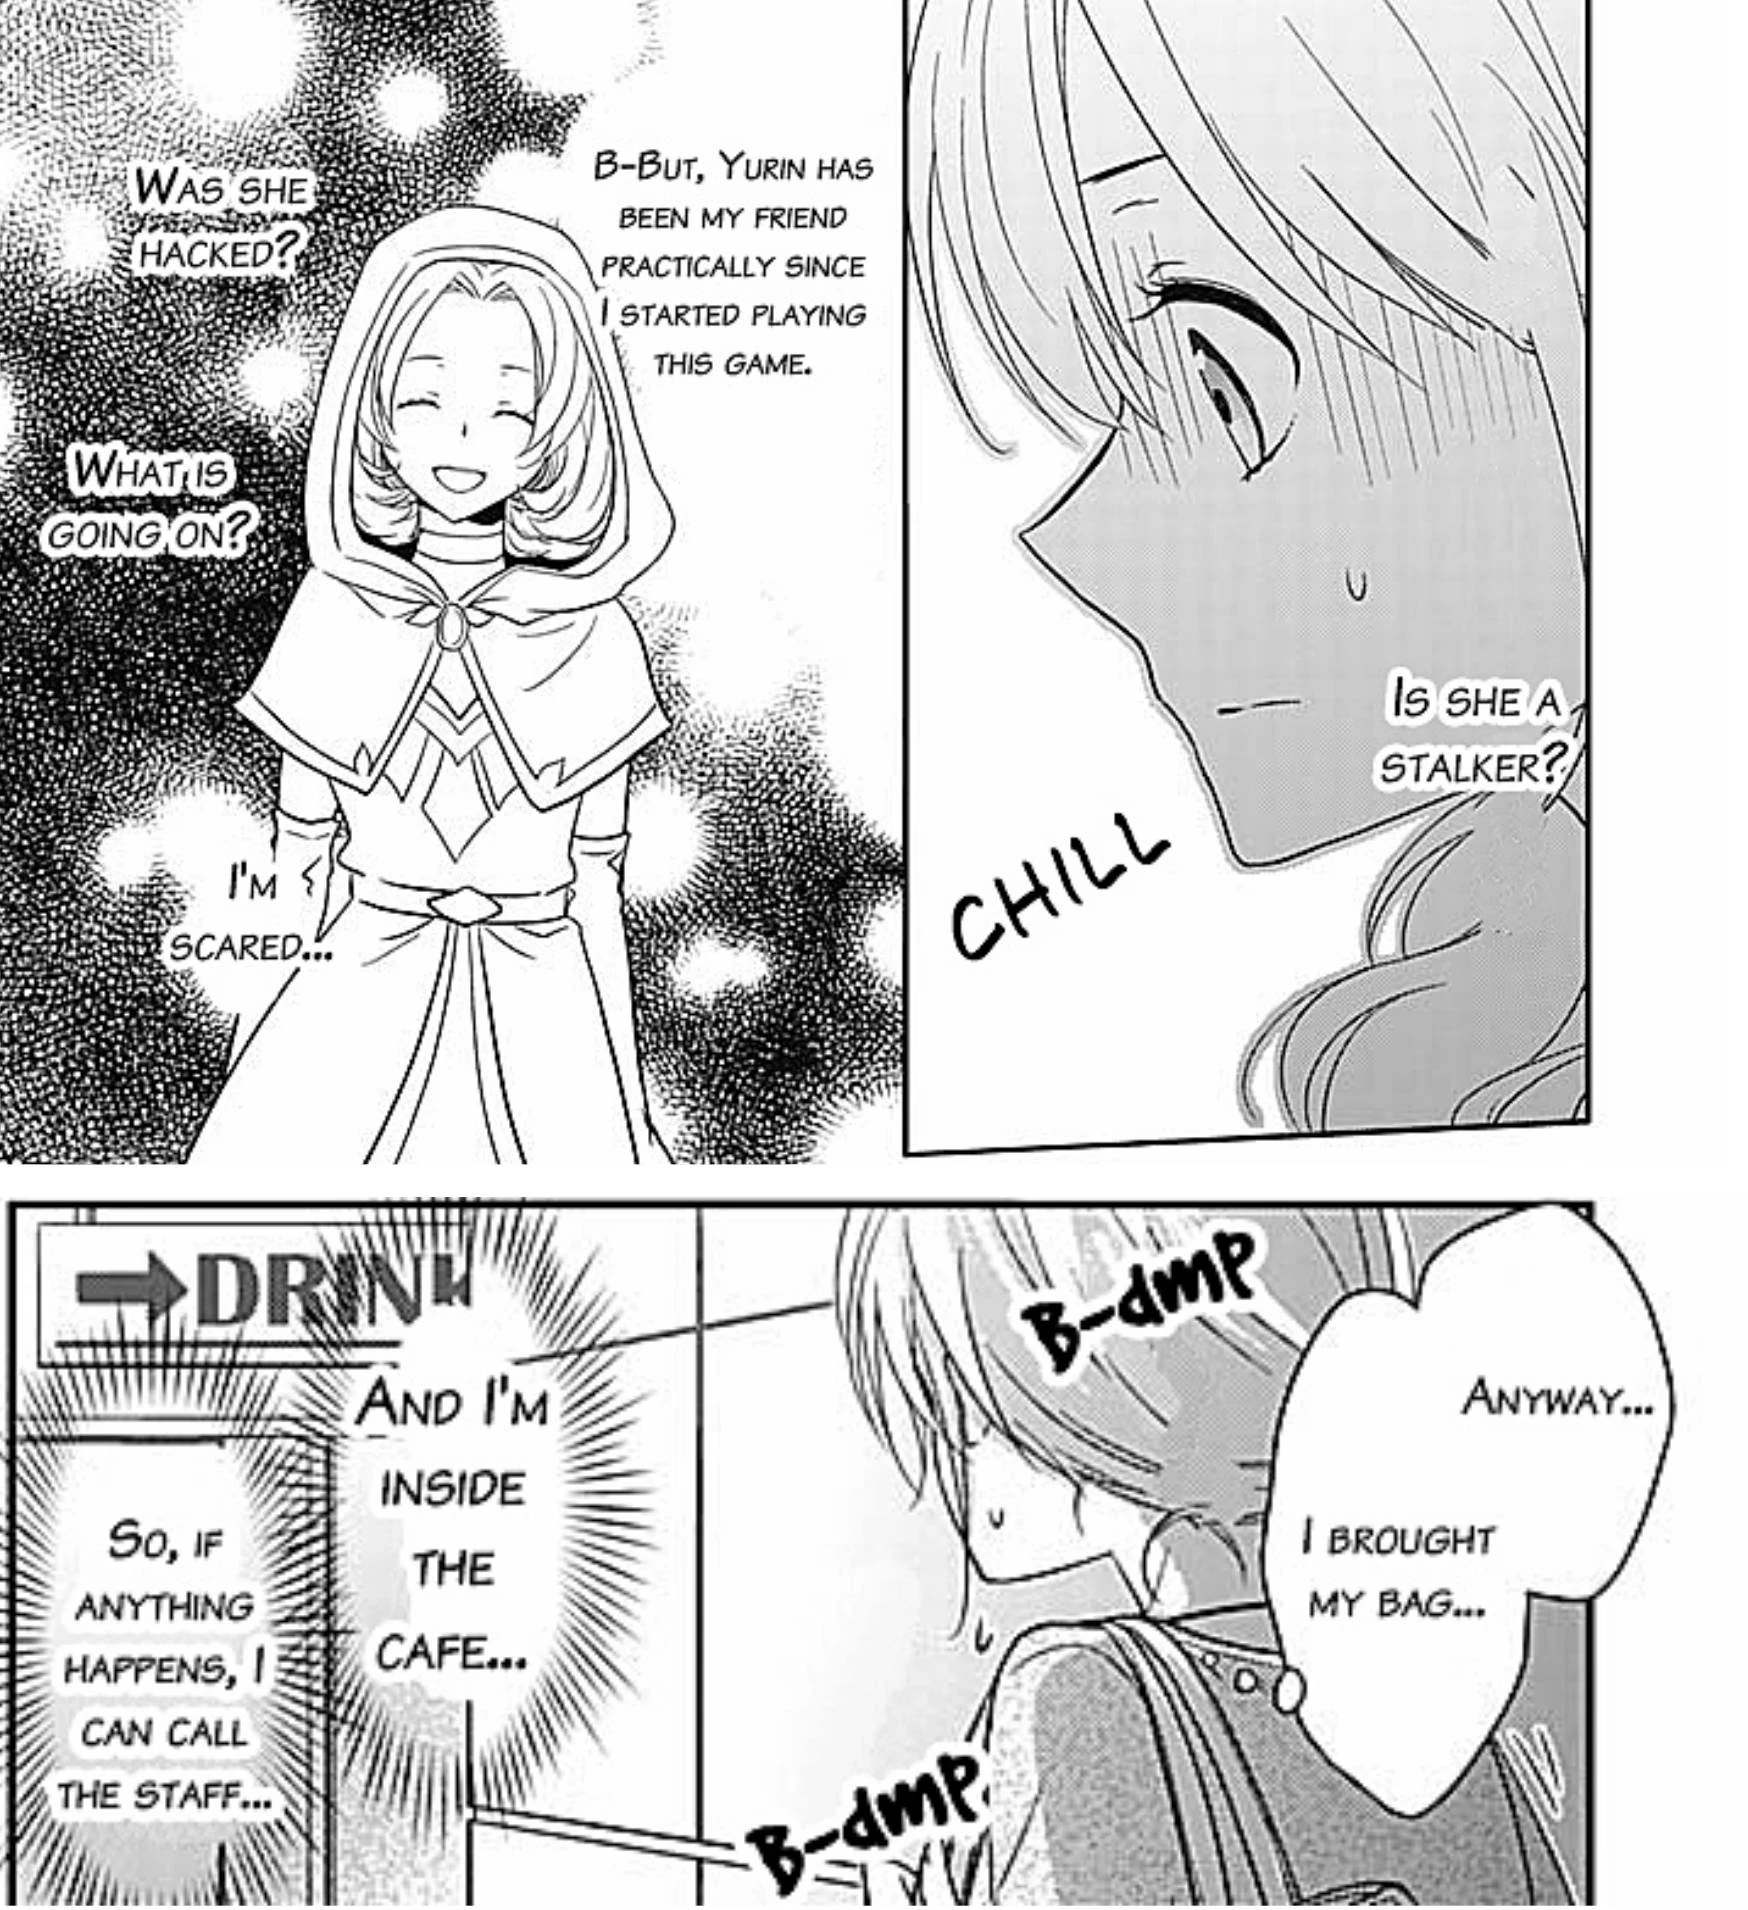 Is she a
stalker?
CHILL
B-But, Yurin has
been my friend
practically since
I started playing
this game.
Was she
hacked?
What is
going on?
I'm
scared...
Anyway...
I brought
my bag...
B-dmp
B-dmp
And I'm
inside
the
cafe...
DRINK
So, if
anything
happens, I
can call
the staff...